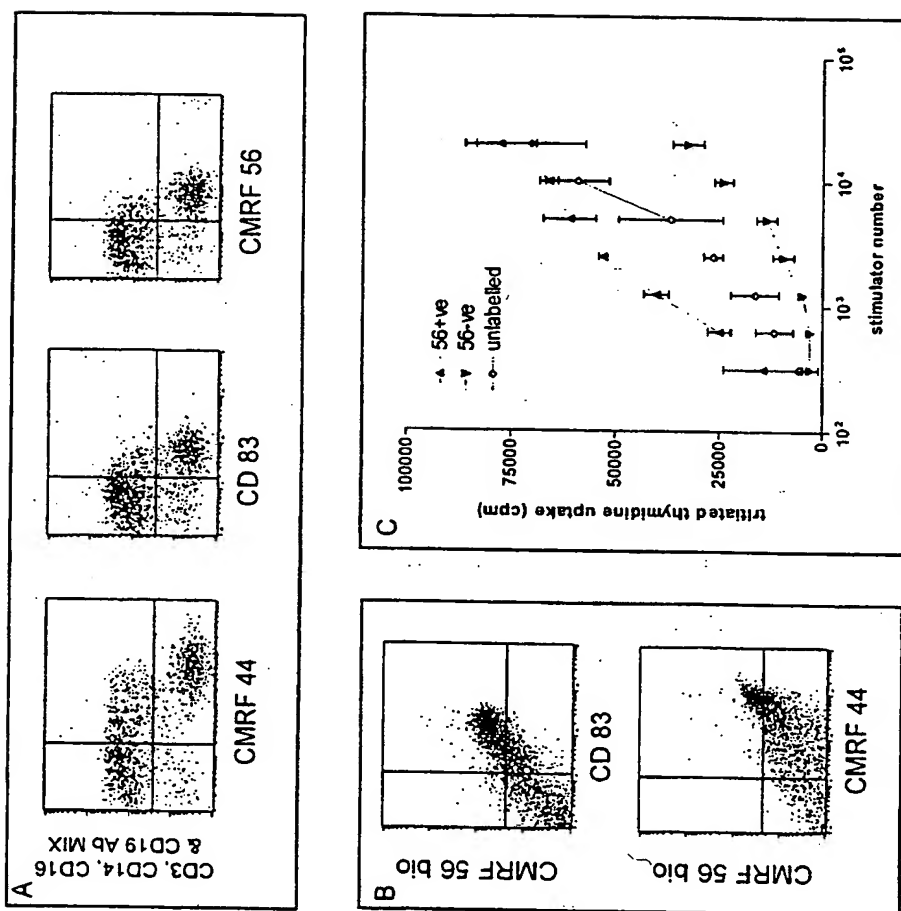 A
CD3, CD14, CD16
& CD19 Ab MIX
CMRF 44
CD 83
CMRF 56
B
CMRF 56 bio
CD 83
CMRF 56 bio
CMRF 44
C
tritiated thymidine uptake (cpm)
100000
75000
50000
25000
0
56+ve
56-ve
unlabelled
10²
10³
10⁴
10⁵
stimulator number